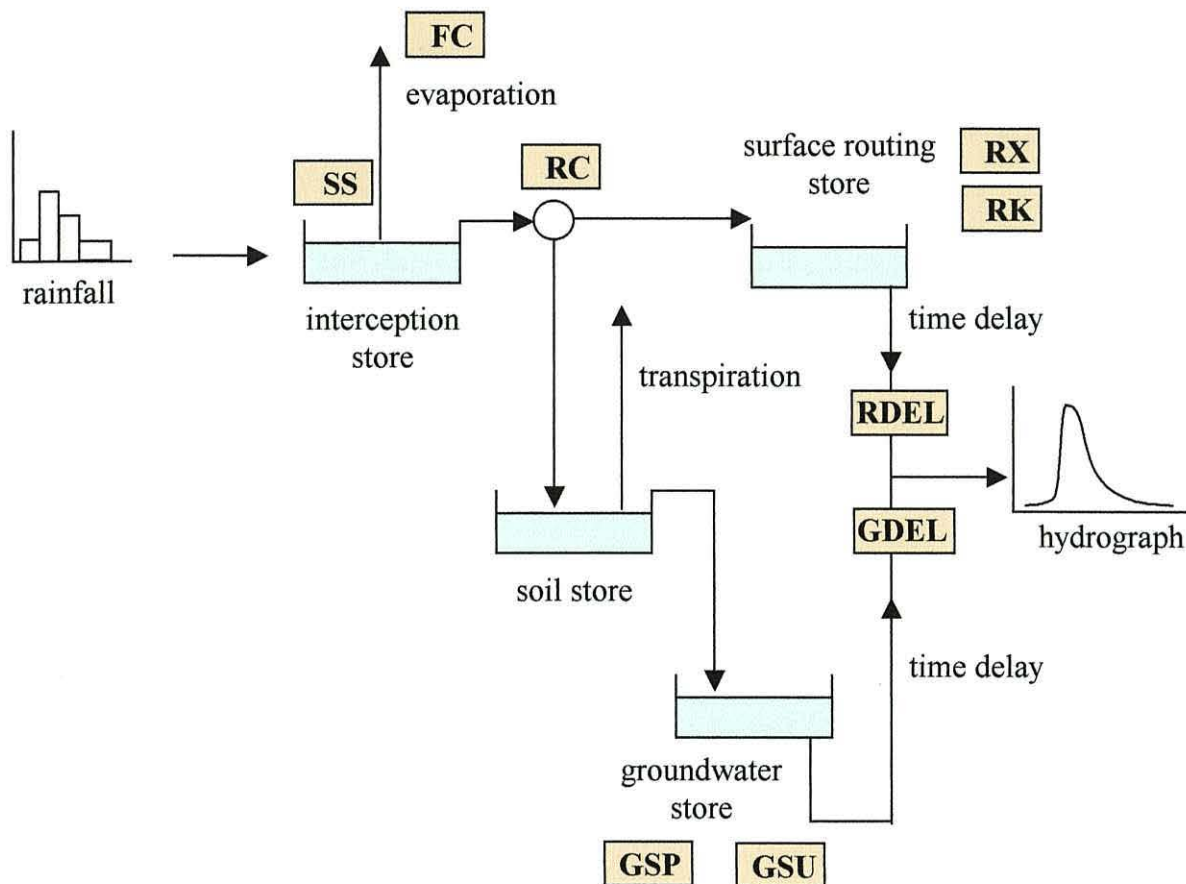 FC
evaporation
SS
RC
surface routing
store
RX
RK
rainfall
interception
store
time delay
transpiration
RDEL
GDEL
hydrograph
soil store
time delay
groundwater
store
GSP
GSU